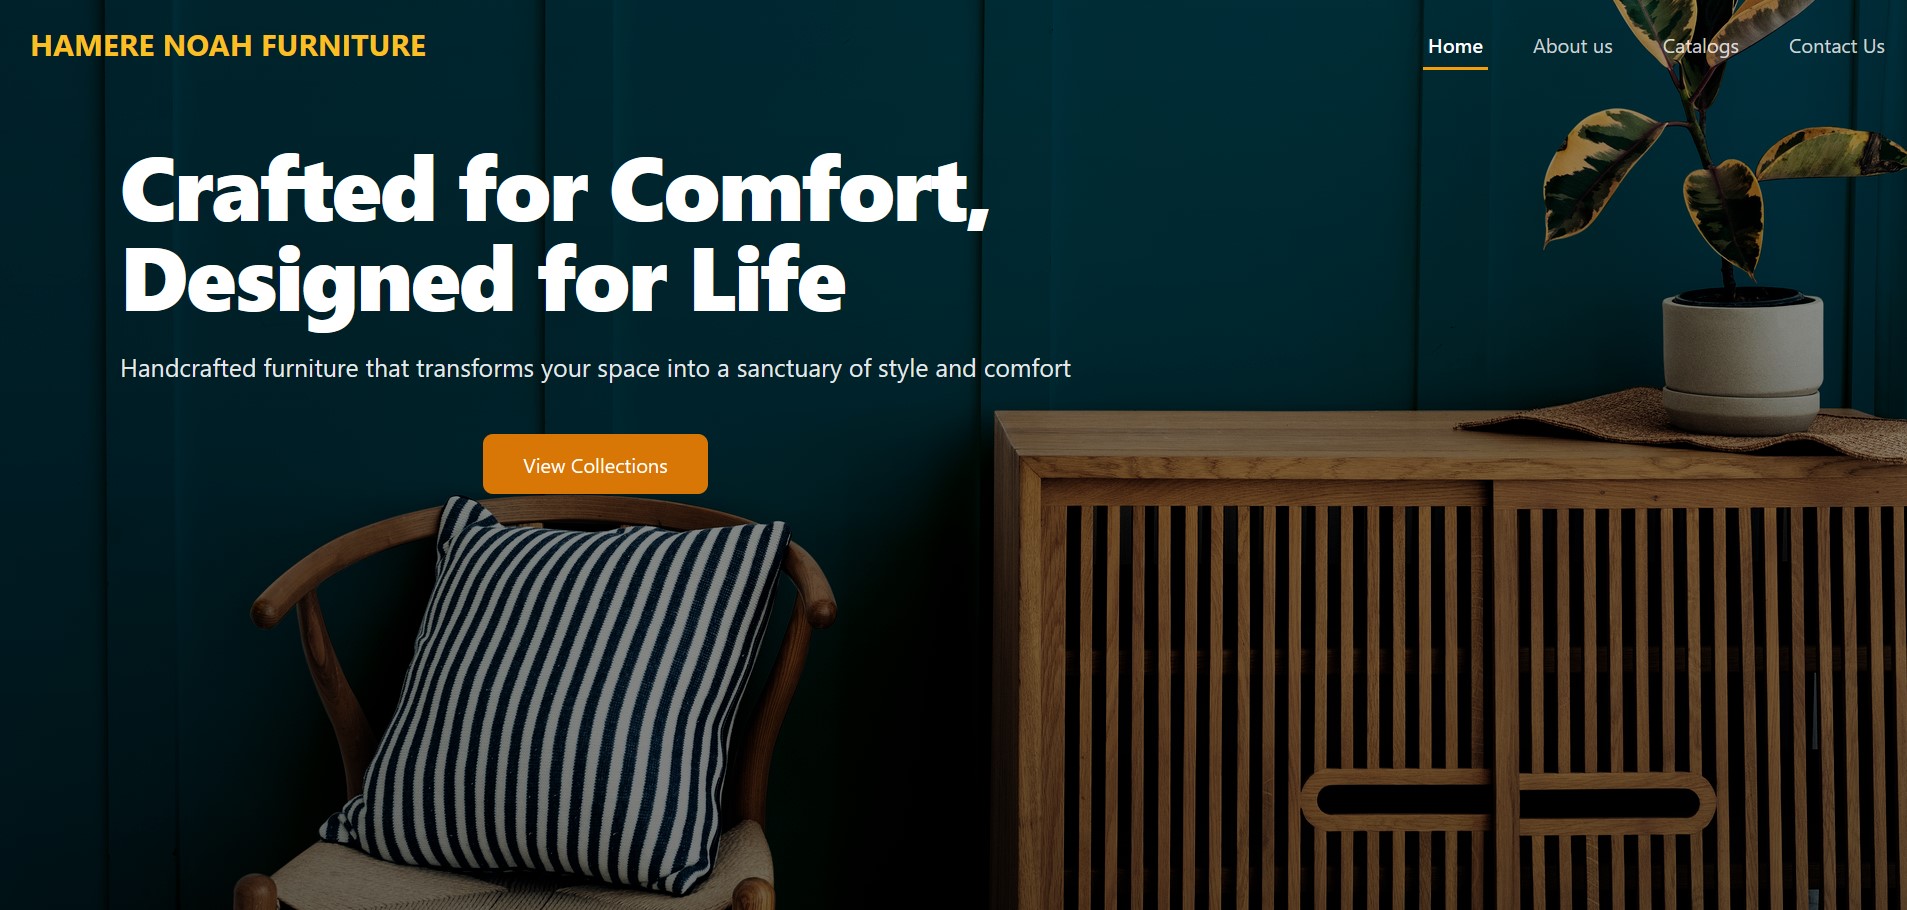 HAMERE NOAH FURNITURE
Home About us Catalogs Contact Us
Crafted for Comfort,
Designed for Life
Handcrafted furniture that transforms your space into a sanctuary of style and comfort
View Collections